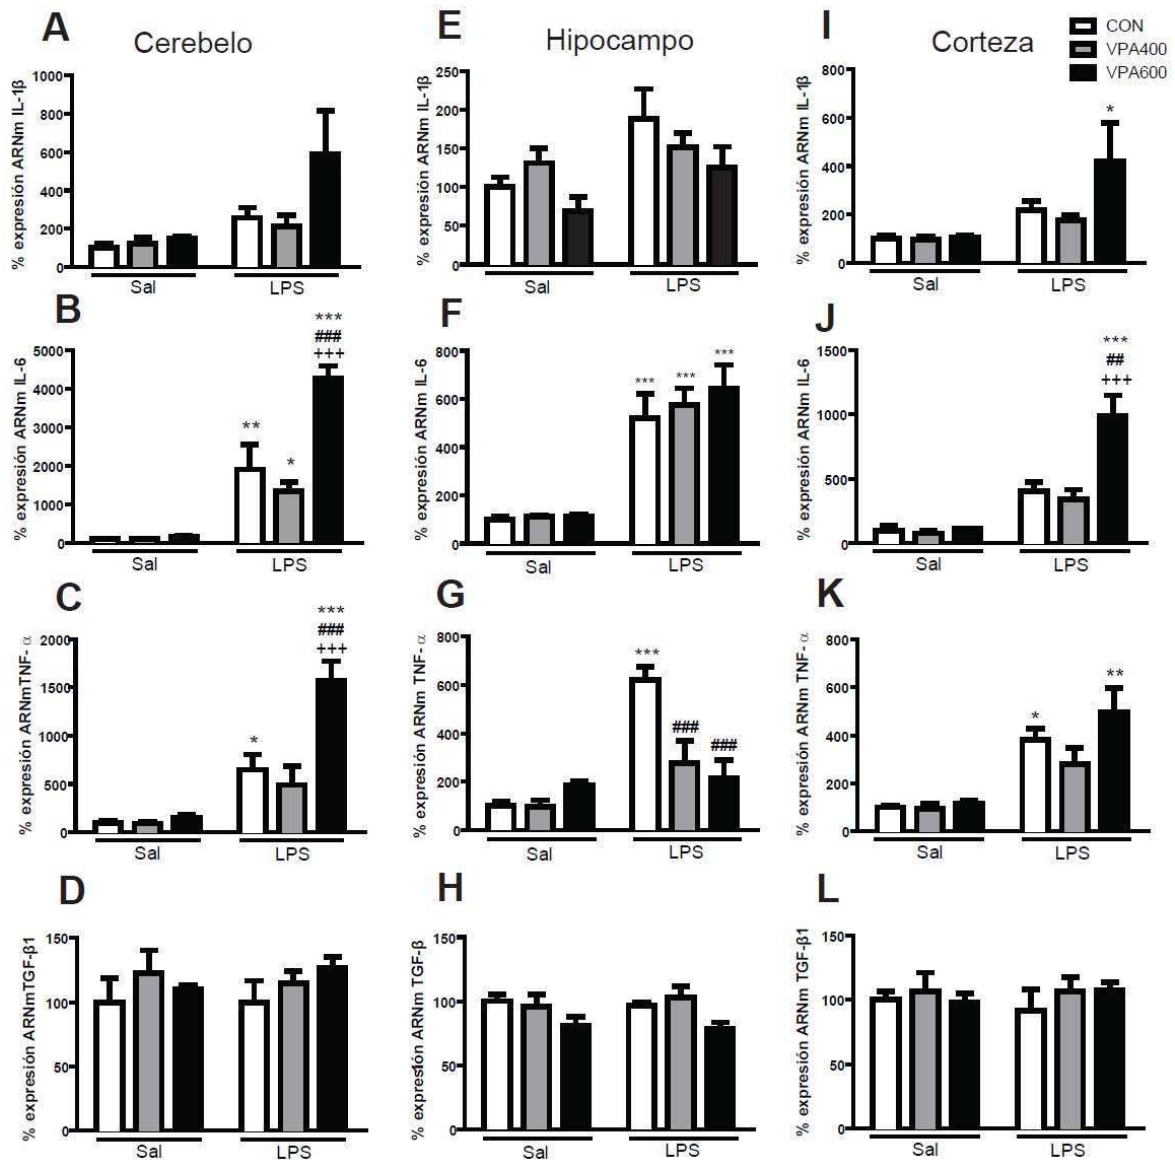 A
Cerebelo
E
Hipocampo
I
Corteza
CON
VPA400
VPA600
% expresión ARNm IL-1β
1000
800
600
400
200
0
Sal
LPS
% expresión ARNm IL-1β
250
200
150
100
50
0
Sal
LPS
% expresión ARNm IL-1β
800
600
400
200
0
*
Sal
LPS
B
% expresión ARNm IL-6
5000
4000
3000
2000
1000
0
**
*
***
###
+++
Sal
LPS
F
% expresión ARNm IL-6
800
600
400
200
0
***
***
***
Sal
LPS
J
% expresión ARNm IL-6
1500
1000
500
0
***
##
+++
Sal
LPS
C
% expresión ARNmTNF- α
2000
1500
1000
500
0
*
***
###
+++
Sal
LPS
G
% expresión ARNm TNF- α
800
600
400
200
0
***
###
###
Sal
LPS
K
% expresión ARNm TNF- α
800
600
400
200
0
*
**
Sal
LPS
D
% expresión ARNmTGF-β1
150
100
50
0
Sal
LPS
H
% expresión ARNm TGF-β
150
100
50
0
Sal
LPS
L
% expresión ARNm TGF-β1
150
100
50
0
Sal
LPS